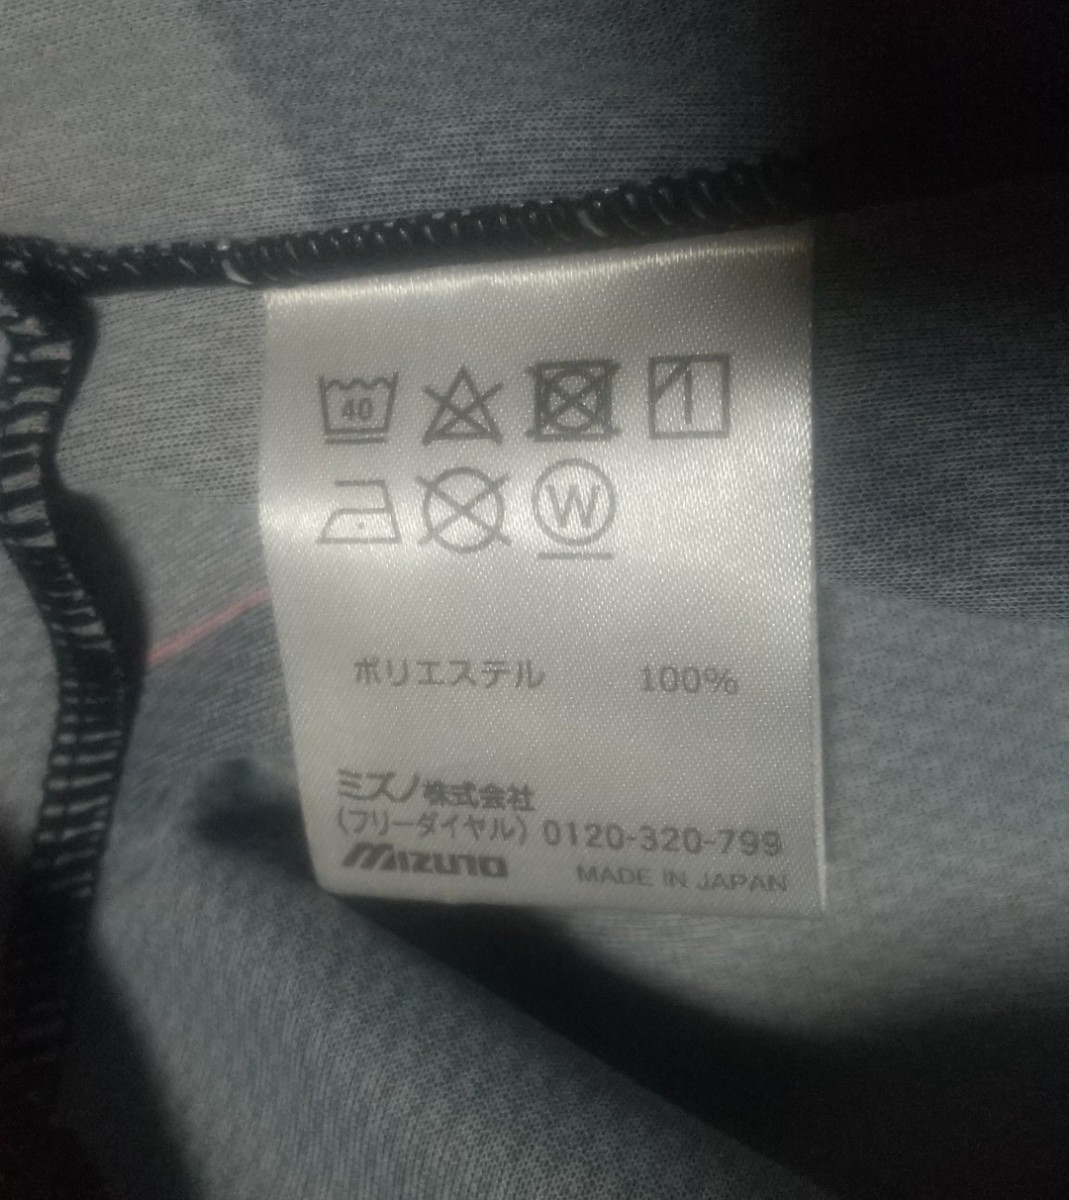 40
W
ポリエステル 100%
ミズノ株式会社
(フリーダイヤル) 0120-320-799
MIZUNO MADE IN JAPAN